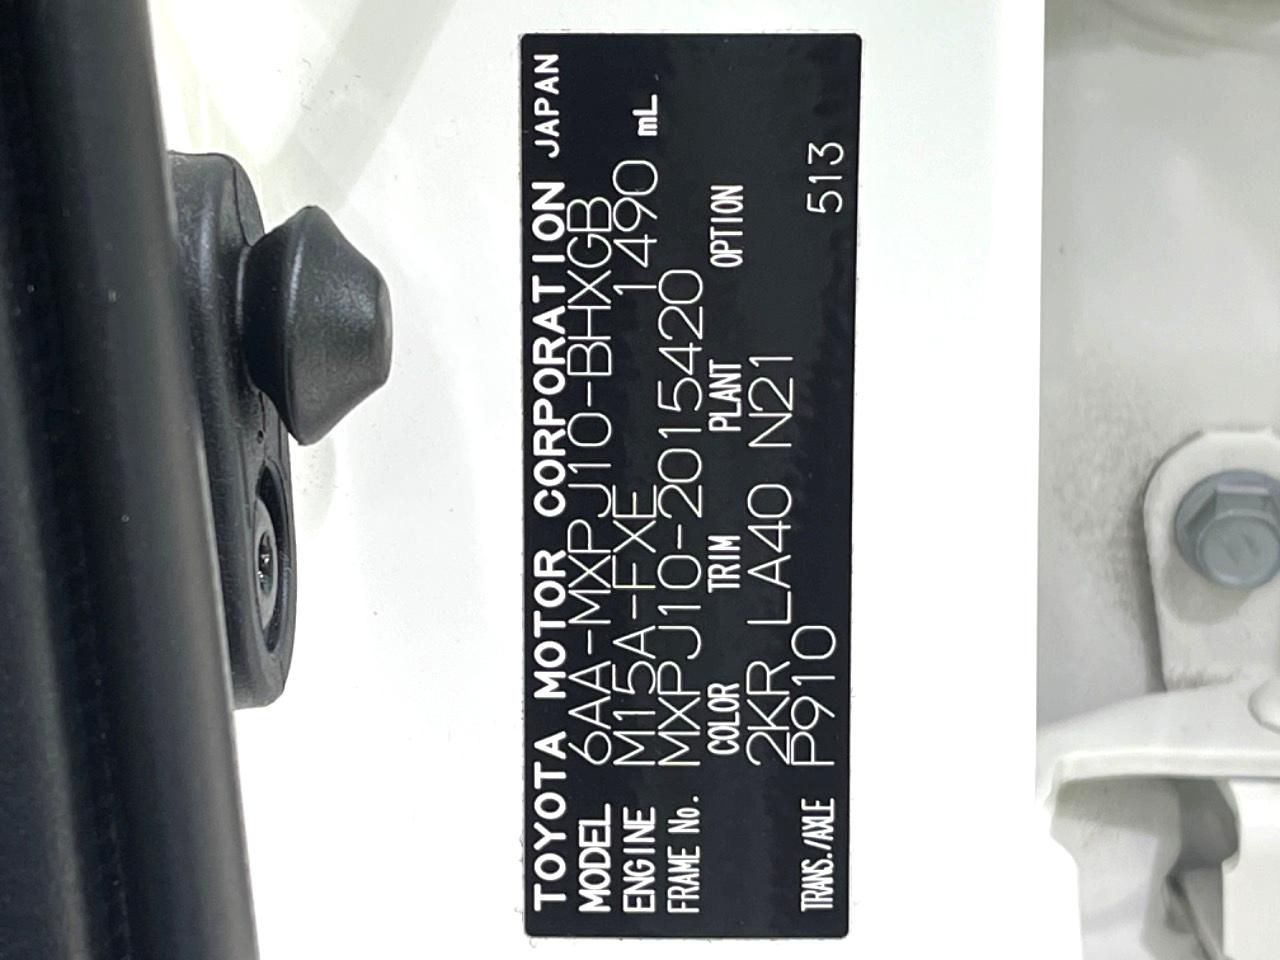 TOYOTA MOTOR CORPORATION JAPAN
MODEL 6AA-MXPJ10-BHXGB
ENGINE M15A-FXE 1490 mL
FRAME No. MXPJ10-2015420
COLOR TRIM PLANT OPTION
2KR LA40 N21
TRANS./AXLE P910 513